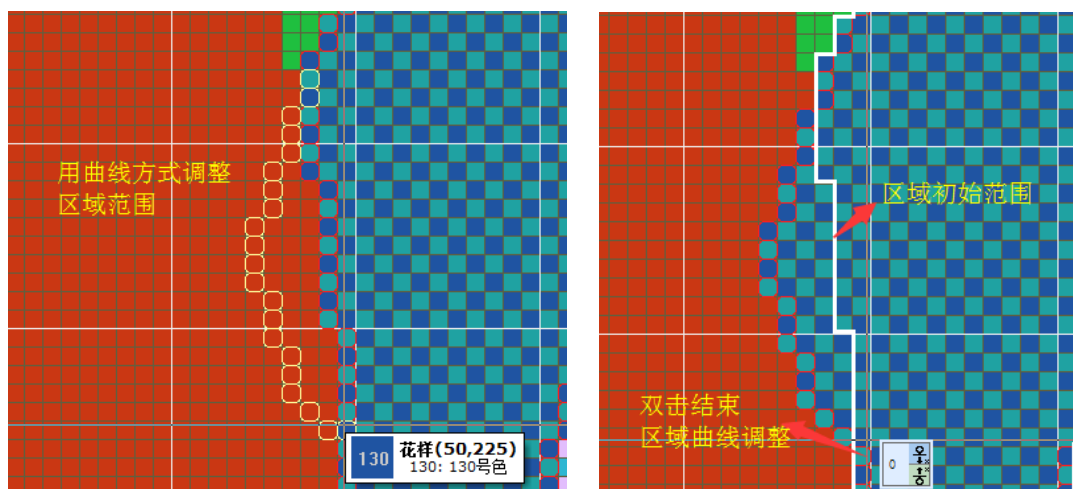 用曲线方式调整
区域范围
130
花样(50,225)
130: 130号色
区域初始范围
双击结束
区域曲线调整
0